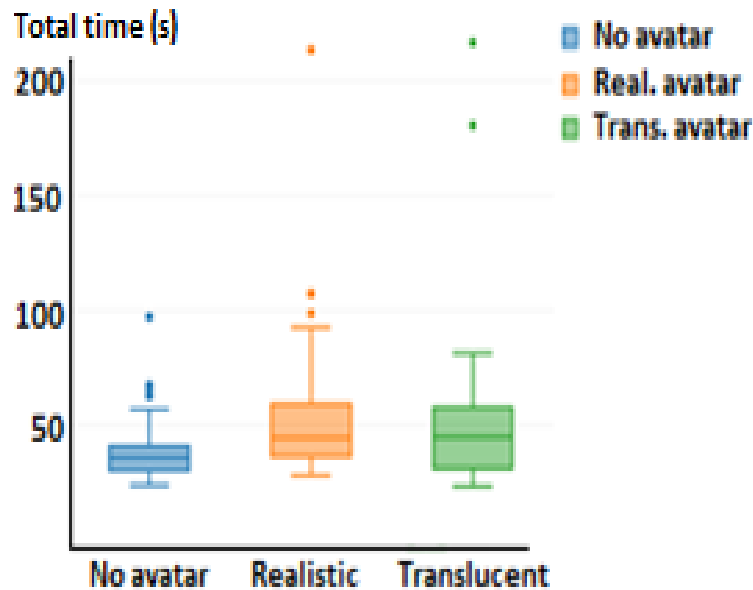 Total time (s)
No avatar
Real. avatar
Trans. avatar
200
150
100
50
No avatar Realistic Translucent